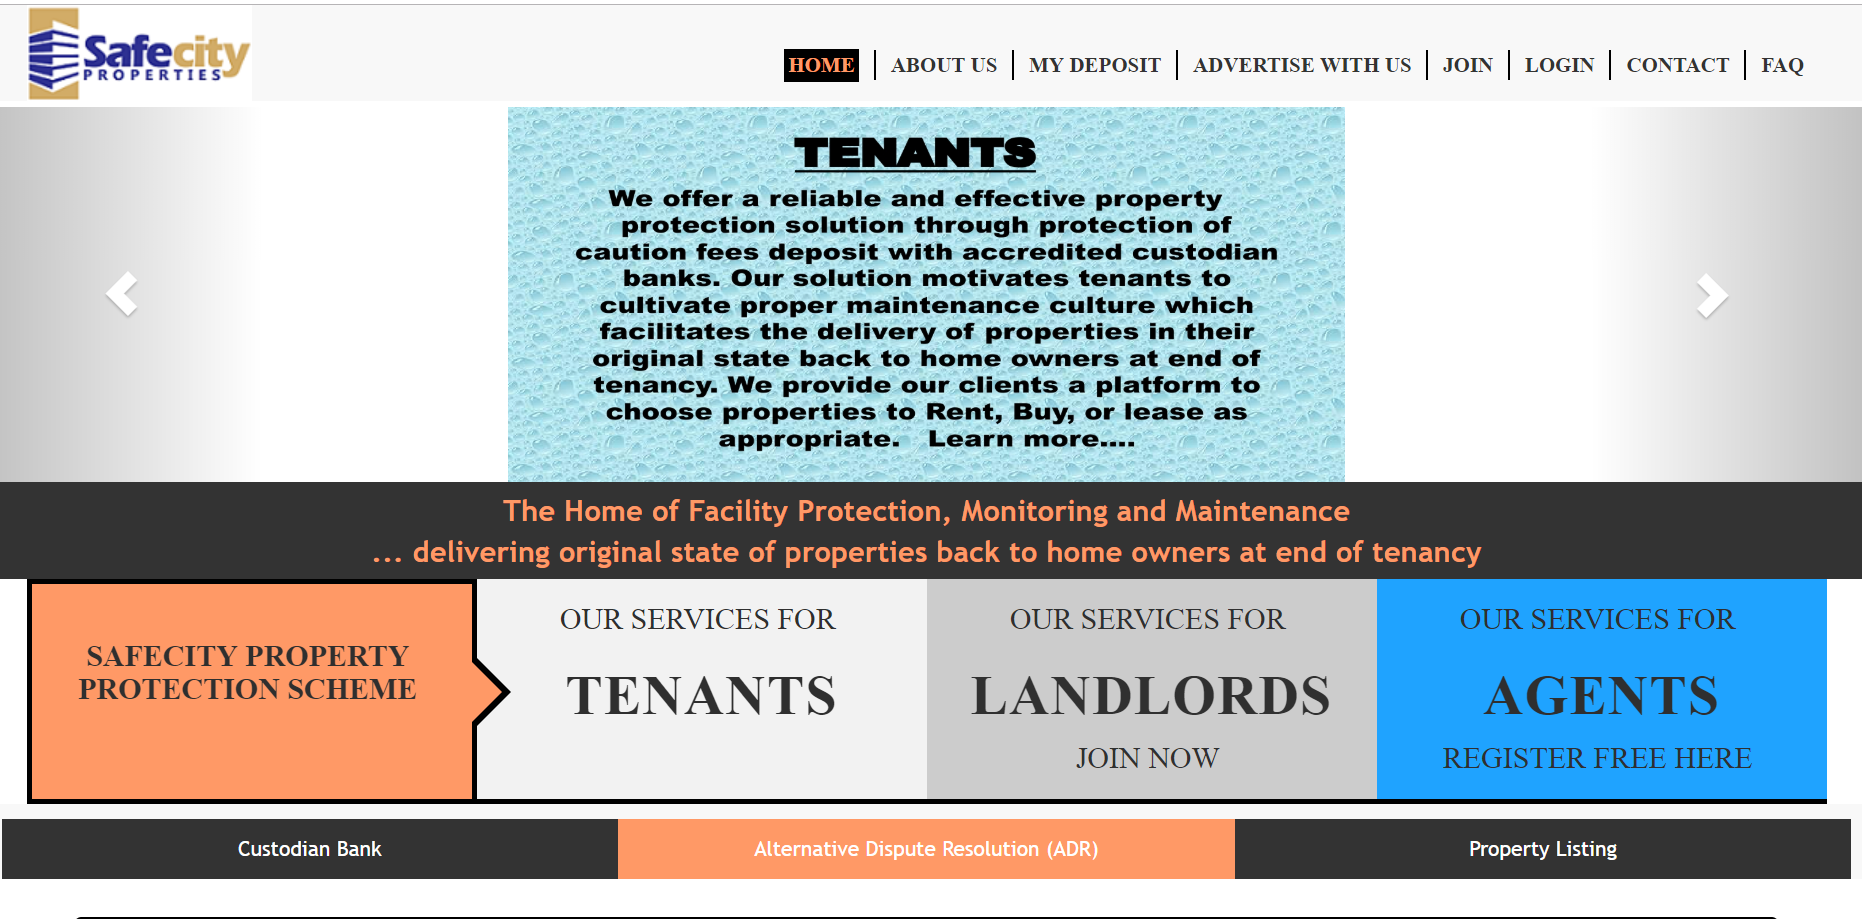 Safecity
PROPERTIES
HOME
ABOUT US
MY DEPOSIT
ADVERTISE WITH US
JOIN
LOGIN
CONTACT
FAQ
TENANTS
We offer a reliable and effective property
protection solution through protection of
caution fees deposit with accredited custodian
banks. Our solution motivates tenants to
cultivate proper maintenance culture which
facilitates the delivery of properties in their
original state back to home owners at end of
tenancy. We provide our clients a platform to
choose properties to Rent, Buy, or lease as
appropriate. Learn more....
The Home of Facility Protection, Monitoring and Maintenance
... delivering original state of properties back to home owners at end of tenancy
SAFECITY PROPERTY
PROTECTION SCHEME
OUR SERVICES FOR
TENANTS
OUR SERVICES FOR
LANDLORDS
JOIN NOW
OUR SERVICES FOR
AGENTS
REGISTER FREE HERE
Custodian Bank
Alternative Dispute Resolution (ADR)
Property Listing